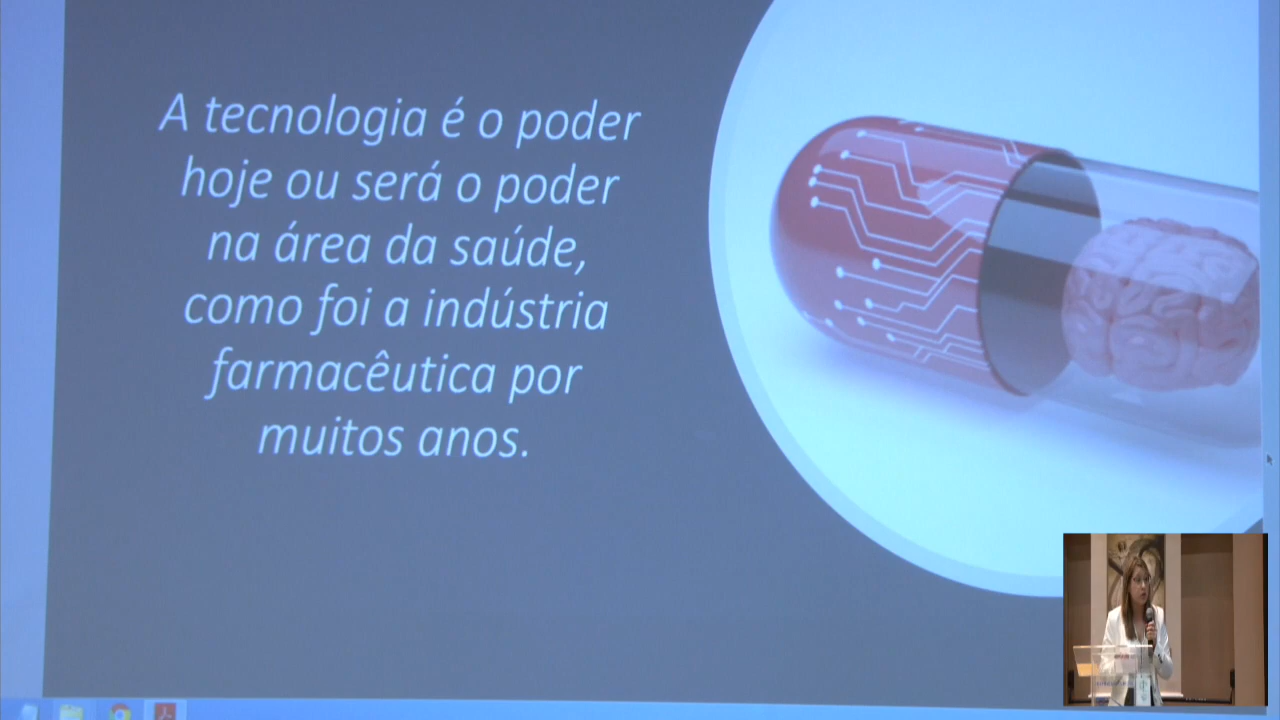 A tecnologia é o poder
hoje ou será o poder
na área da saúde,
como foi a indústria
farmacêutica por
muitos anos.